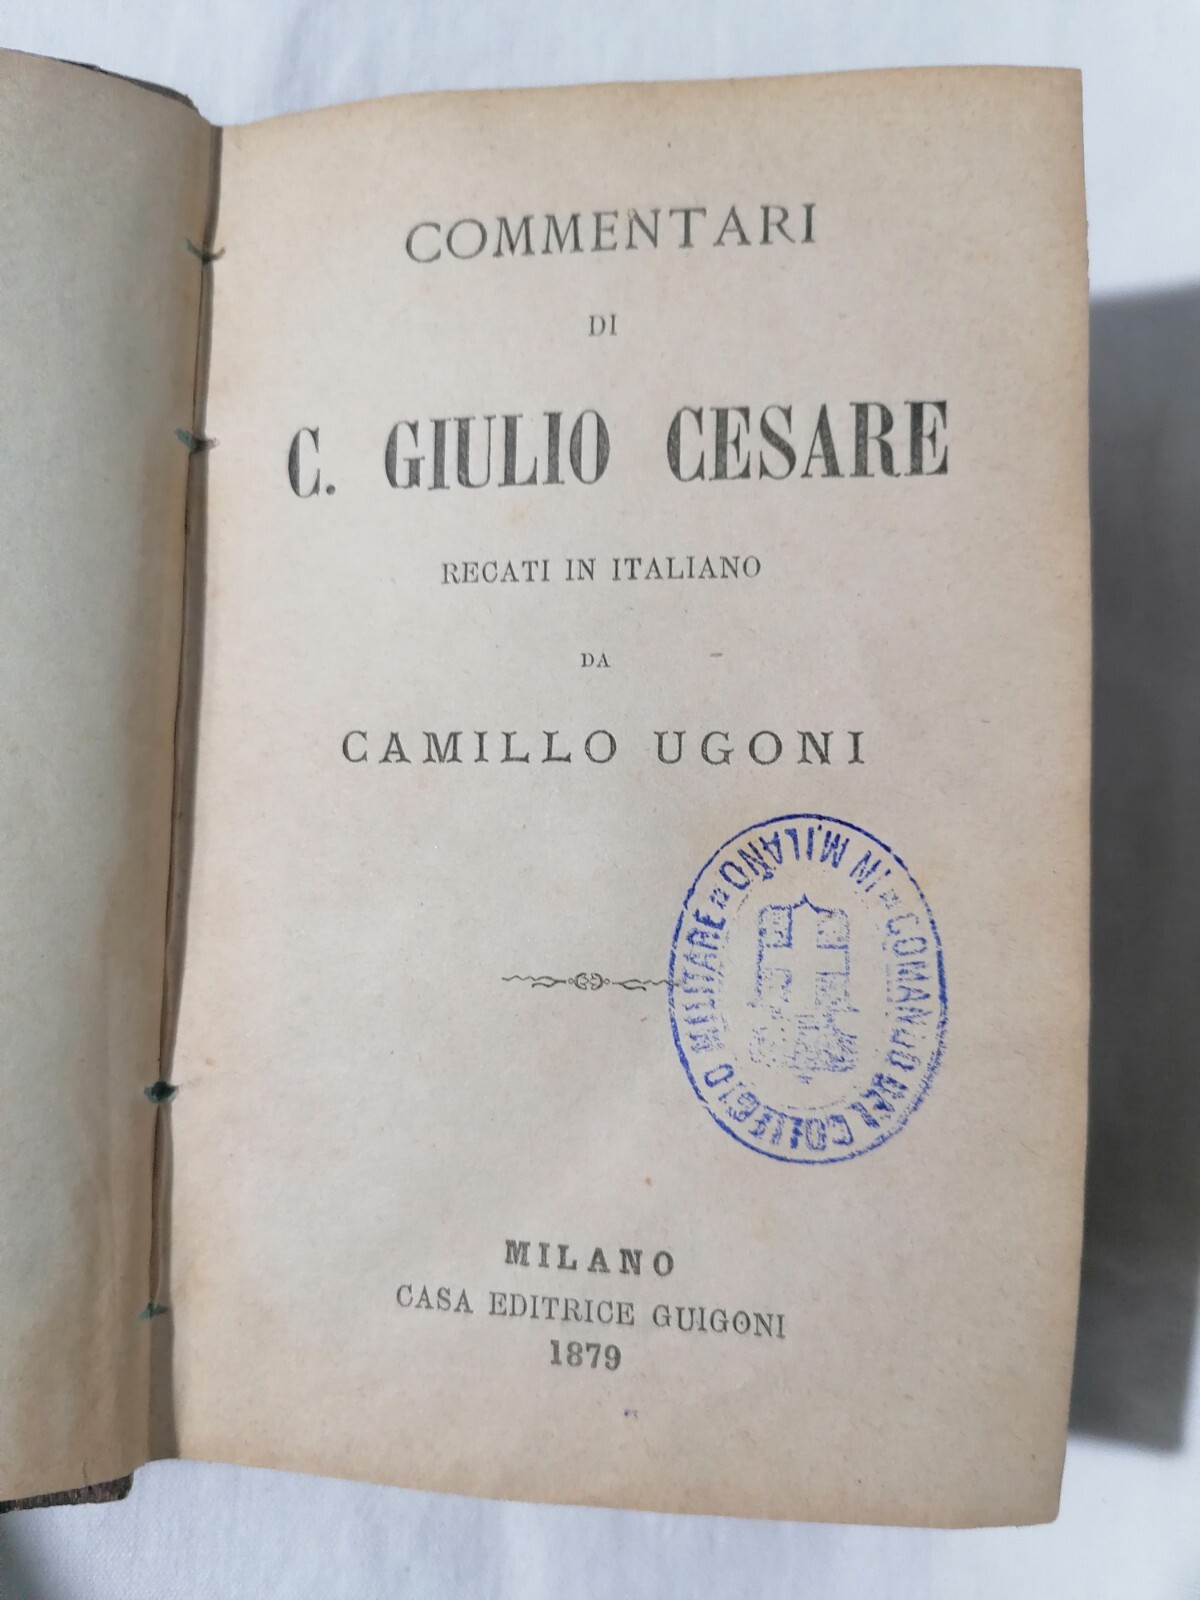 COMMENTARI
DI
C. GIULIO CESARE
RECATI IN ITALIANO
DA
CAMILLO UGONI
COMANDO DEL COLLEGIO MILITARE
IN MILANO
MILANO
CASA EDITRICE GUIGONI
1879